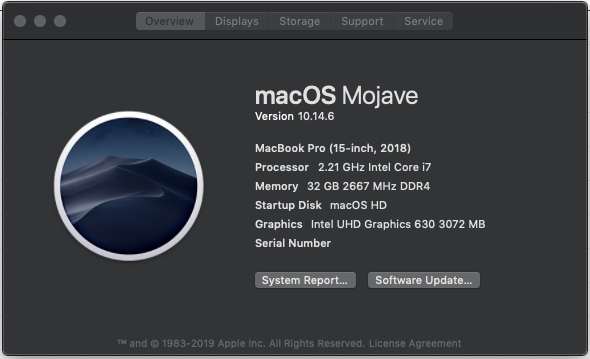 Overview Displays Storage Support Service
macOS Mojave
Version 10.14.6
MacBook Pro (15-inch, 2018)
Processor 2.21 GHz Intel Core i7
Memory 32 GB 2667 MHz DDR4
Startup Disk macOS HD
Graphics Intel UHD Graphics 630 3072 MB
Serial Number
System Report... Software Update...
™ and © 1983-2019 Apple Inc. All Rights Reserved. License Agreement